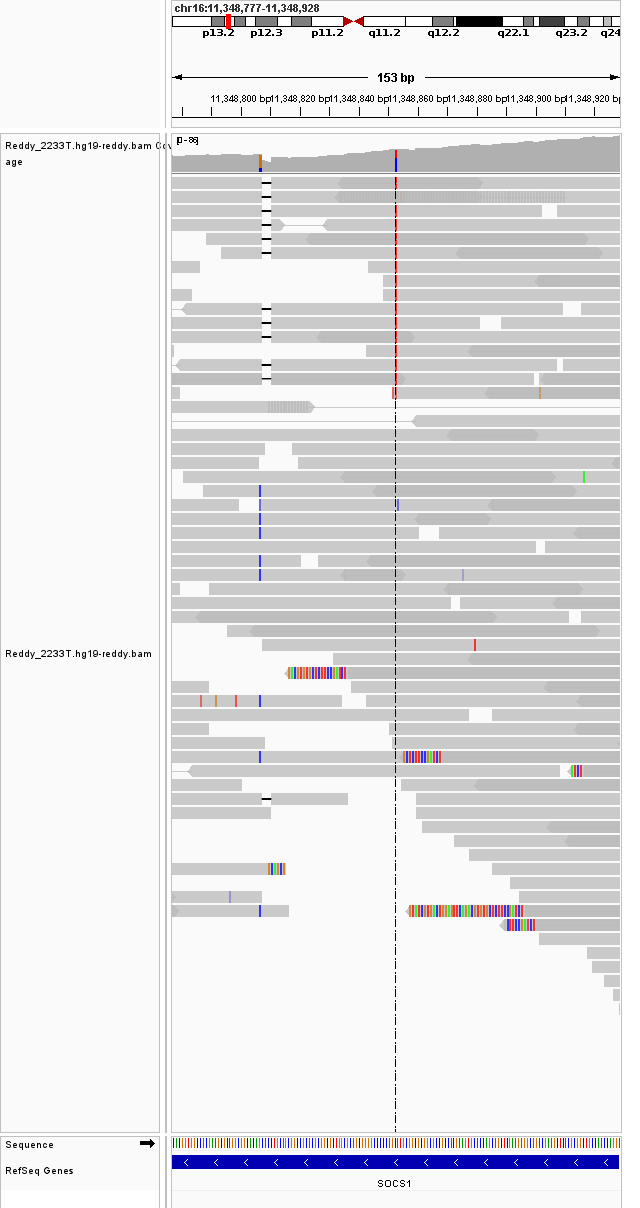 chr16:11,348,777-11,348,928
p13.2 p12.3 p11.2 q11.2 q12.2 q22.1 q23.2 q24
153 bp
11,348,800 bp 11,348,820 bp 11,348,840 bp 11,348,860 bp 11,348,880 bp 11,348,900 bp 11,348,920 bp
Reddy_2233T.hg19-reddy.bam Cov
age
[0 - 86]
Reddy_2233T.hg19-reddy.bam
Sequence
RefSeq Genes
SOCS1